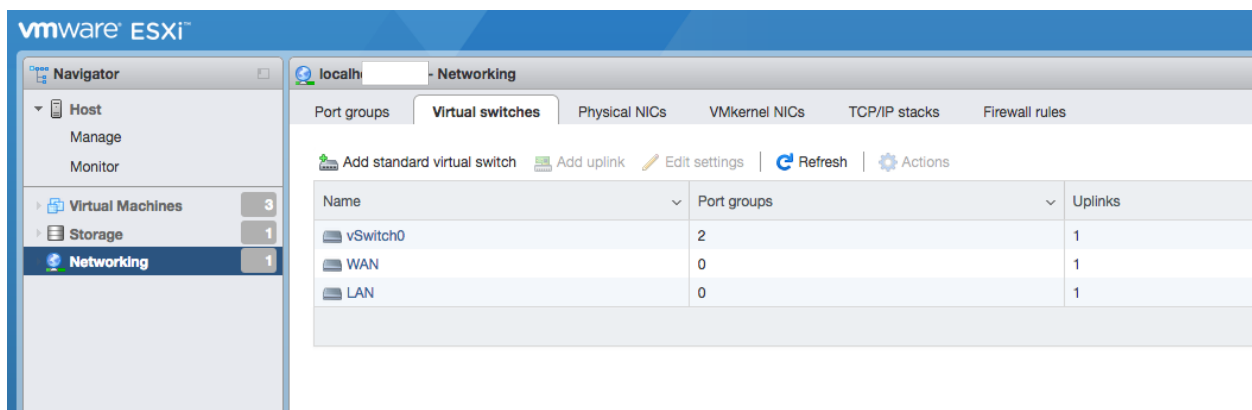 vmware ESXi™
Navigator
Host
Manage
Monitor
Virtual Machines 3
Storage 1
Networking 1
localh - Networking
Port groups Virtual switches Physical NICs VMkernel NICs TCP/IP stacks Firewall rules
Add standard virtual switch Add uplink Edit settings Refresh Actions
Name Port groups Uplinks
vSwitch0 2 1
WAN 0 1
LAN 0 1